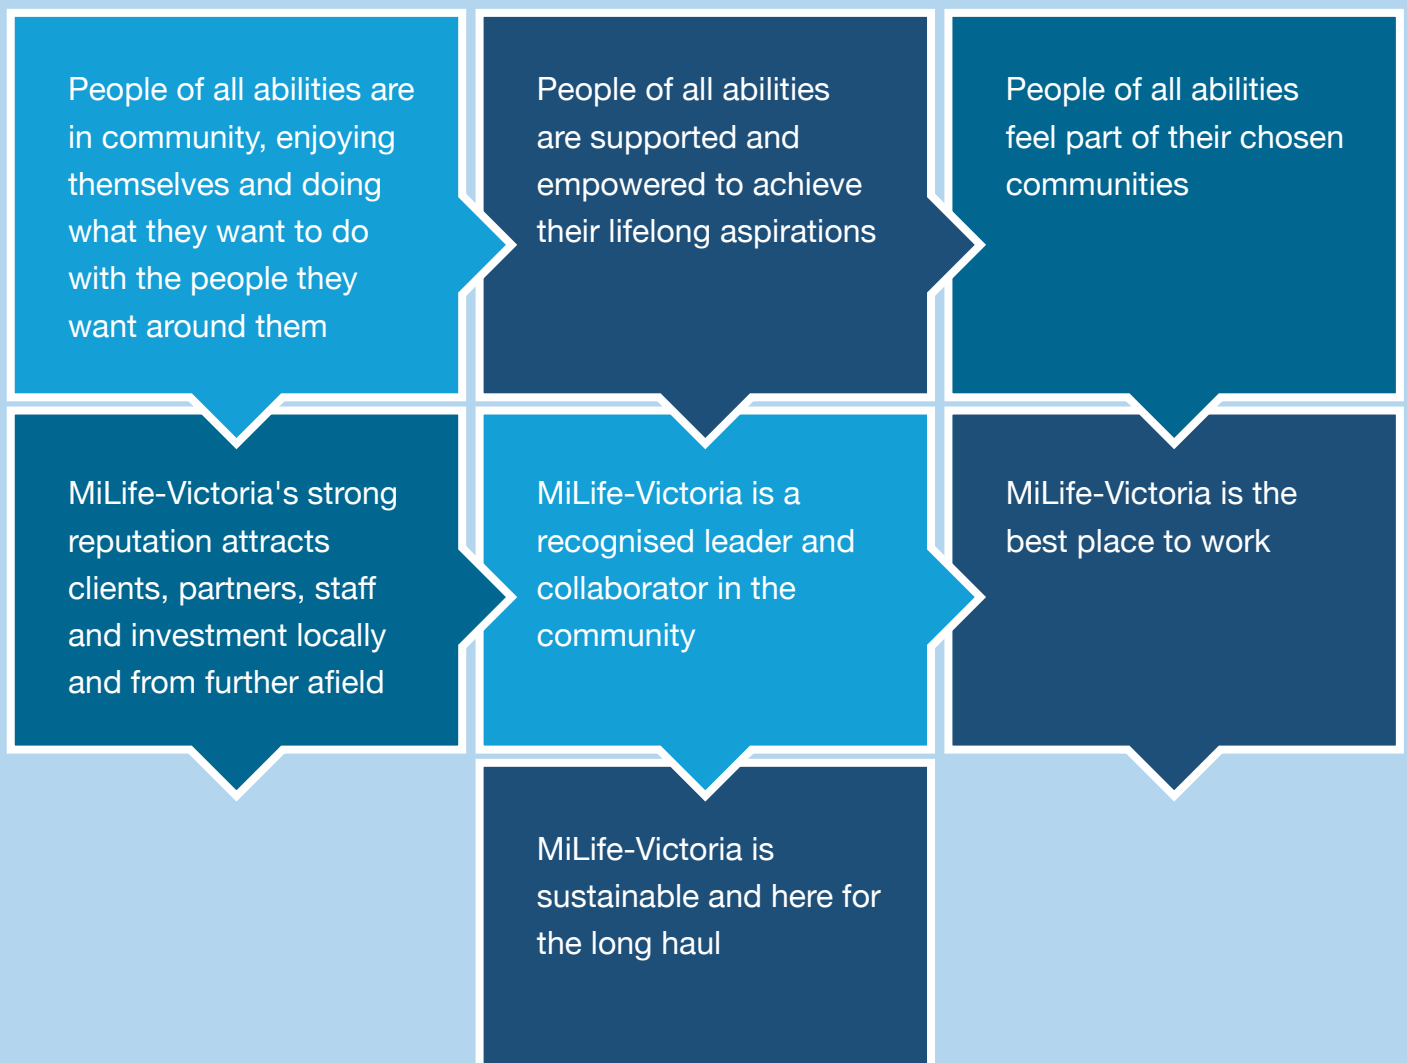 People of all abilities are
in community, enjoying
themselves and doing
what they want to do
with the people they
want around them
People of all abilities
are supported and
empowered to achieve
their lifelong aspirations
People of all abilities
feel part of their chosen
communities
MiLife-Victoria's strong
reputation attracts
clients, partners, staff
and investment locally
and from further afield
MiLife-Victoria is a
recognised leader and
collaborator in the
community
MiLife-Victoria is the
best place to work
MiLife-Victoria is
sustainable and here for
the long haul